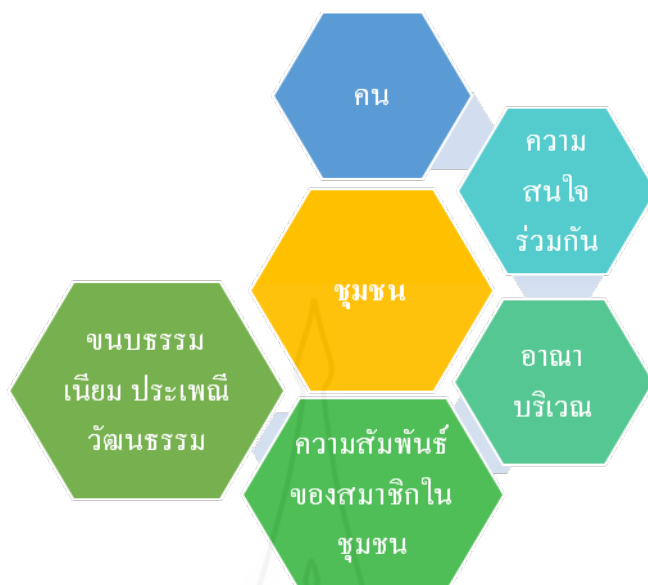 คน
ความ
สนใจ
ร่วมกัน
ชุมชน
อาณา
บริเวณ
ขนบธรรม
เนียม ประเพณี
วัฒนธรรม
ความสัมพันธ์
ของสมาชิกใน
ชุมชน